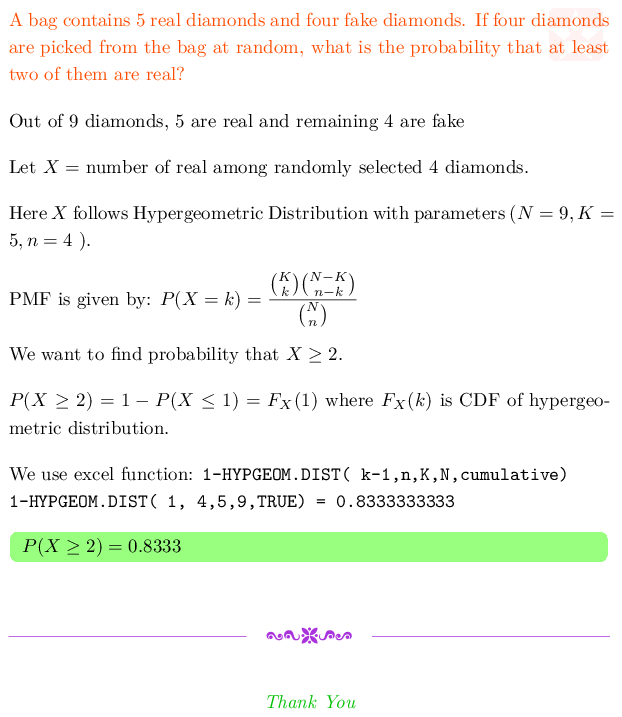 A bag contains 5 real diamonds and four fake diamonds. If four diamonds
are picked from the bag at random, what is the probability that at least
two of them are real?
Out of 9 diamonds, 5 are real and remaining 4 are fake
Let X = number of real among randomly selected 4 diamonds.
Here X follows Hypergeometric Distribution with parameters (N = 9, K =
5, n = 4 ).
PMF is given by: P(X = k) = \frac{\binom{K}{k}\binom{N-K}{n-k}}{\binom{N}{n}}
We want to find probability that X ≥ 2.
P(X ≥ 2) = 1 − P(X ≤ 1) = F_X(1) where F_X(k) is CDF of hypergeo-
metric distribution.
We use excel function: 1-HYPGEOM.DIST( k-1,n,K,N,cumulative)
1-HYPGEOM.DIST( 1, 4,5,9,TRUE) = 0.8333333333
P(X ≥ 2) = 0.8333
Thank You